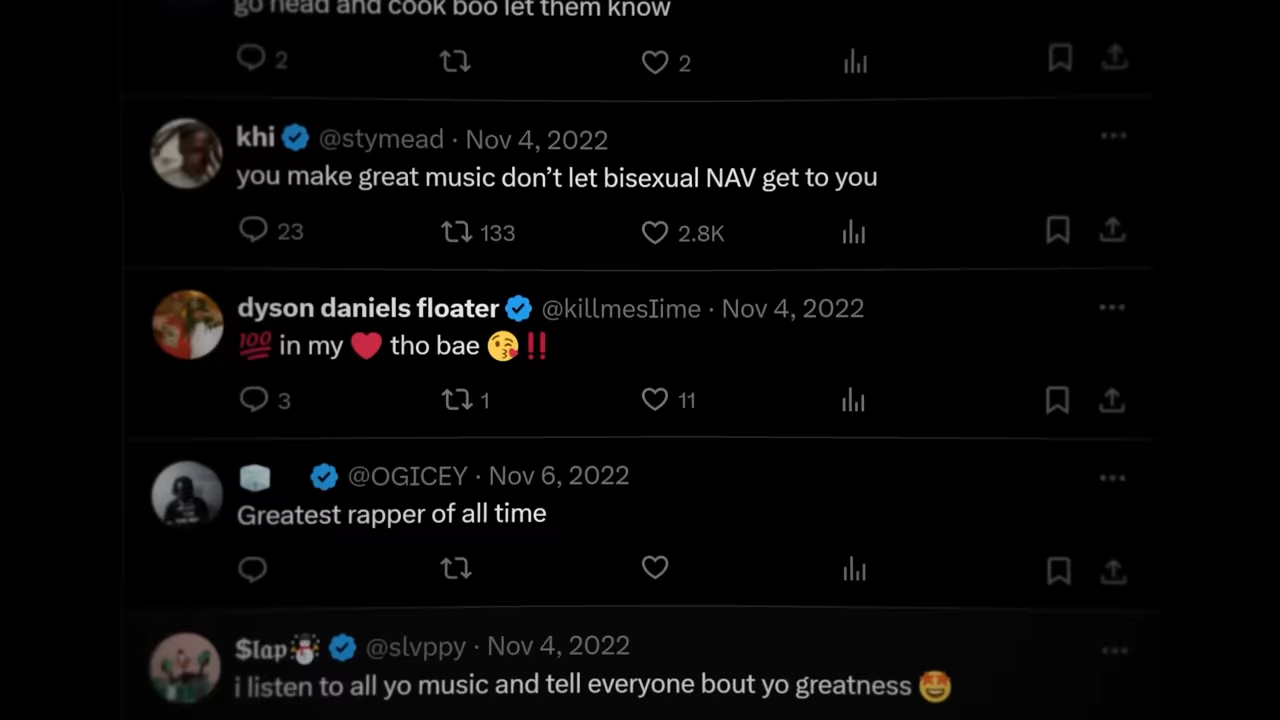 go head and cook boo let them know
2
2
khi @stymead · Nov 4, 2022
you make great music don’t let bisexual NAV get to you
23 133 2.8K
dyson daniels floater @killmesIime · Nov 4, 2022
💯 in my ❤️ tho bae 😘‼️
3 1 11
🧊 @OGICEY · Nov 6, 2022
Greatest rapper of all time
$lap☃️ @slvppy · Nov 4, 2022
i listen to all yo music and tell everyone bout yo greatness 🤩